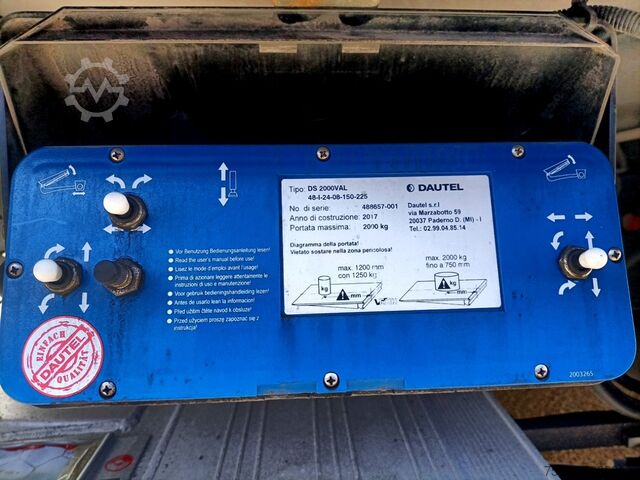 Tipo: DS 2000VAL
48-I-24-08-150-225
No. di serie: 488657-001
Anno di costruzione: 2017
Portata massima: 2000 kg
DAUTEL
Dautel s.r.l
via Marzabotto 59
20037 Paderno D. (MI) - I
Tel.: 02.99.04.85.14
Diagramma della portata!
Vietato sostare nella zona pericolosa!
max. 1200 mm
con 1250 kg
kg
mm
max. 2000 kg
fino a 750 mm
kg
mm
Vor Benutzung Bedienungsanleitung lesen!
Read the user's manual before use!
Lisez le mode d'emploi avant l'usage!
Prima di azionare leggere atentamente le
instruzioni di uso e manutenzione!
Voor gebruik bedieningshandleiding lezen!
Antes de usarlo lean la informacion!
Před užitím čtěte návod k obsluze!
Przed użyciem proszę zapoznać się z
instrukcja!
EINFACH
DAUTEL
QUALITÄT
2003265